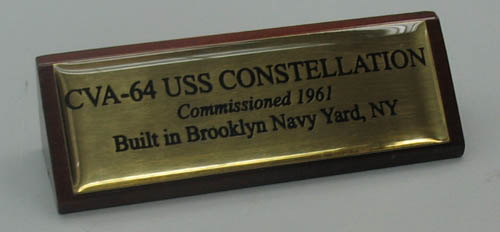 CVA-64 USS CONSTELLATION
Commissioned 1961
Built in Brooklyn Navy Yard, NY